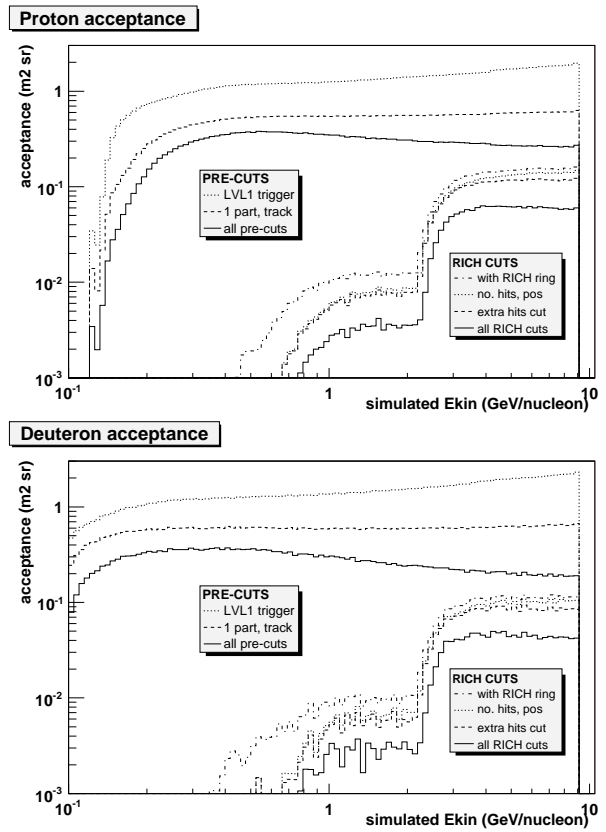 Proton acceptance
acceptance (m2 sr)
1
10-1
10-2
10-3
PRE-CUTS
LVL1 trigger
1 part, track
all pre-cuts
RICH CUTS
with RICH ring
no. hits, pos
extra hits cut
all RICH cuts
10-1 1 10
simulated Ekin (GeV/nucleon)
Deuteron acceptance
acceptance (m2 sr)
1
10-1
10-2
10-3
PRE-CUTS
LVL1 trigger
1 part, track
all pre-cuts
RICH CUTS
with RICH ring
no. hits, pos
extra hits cut
all RICH cuts
10-1 1 10
simulated Ekin (GeV/nucleon)